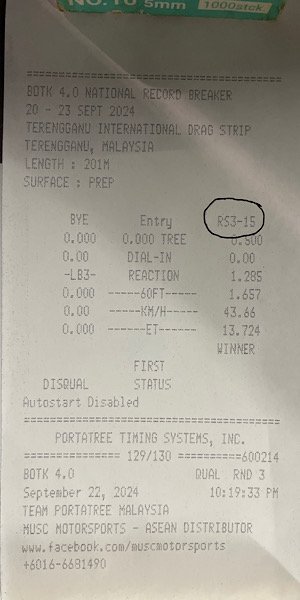 NO.10 5mm 1000stck
===================================
BOTK 4.0 NATIONAL RECORD BREAKER
20 - 23 SEPT 2024
TERENGGANU INTERNATIONAL DRAG STRIP
TERENGGANU, MALAYSIA
LENGTH : 201M
SURFACE : PREP
BYE Entry RS3-15
0.000 0.000 TREE 0.500
0.00 DIAL-IN 0.00
-LB3- REACTION 1.285
0.000 ------60FT----- 1.657
0.00 ------KM/H----- 43.66
0.000 ------ET------- 13.724
WINNER
FIRST
DISQUAL STATUS
Autostart Disabled
===================================
PORTATREE TIMING SYSTEMS, INC.
============== 129/130 ==========600214
BOTK 4.0 DUAL RND 3
September 22, 2024 10:19:33 PM
TEAM PORTATREE MALAYSIA
MUSC MOTORSPORTS - ASEAN DISTRIBUTOR
www.facebook.com/muscmotorsports
+6016-6681490